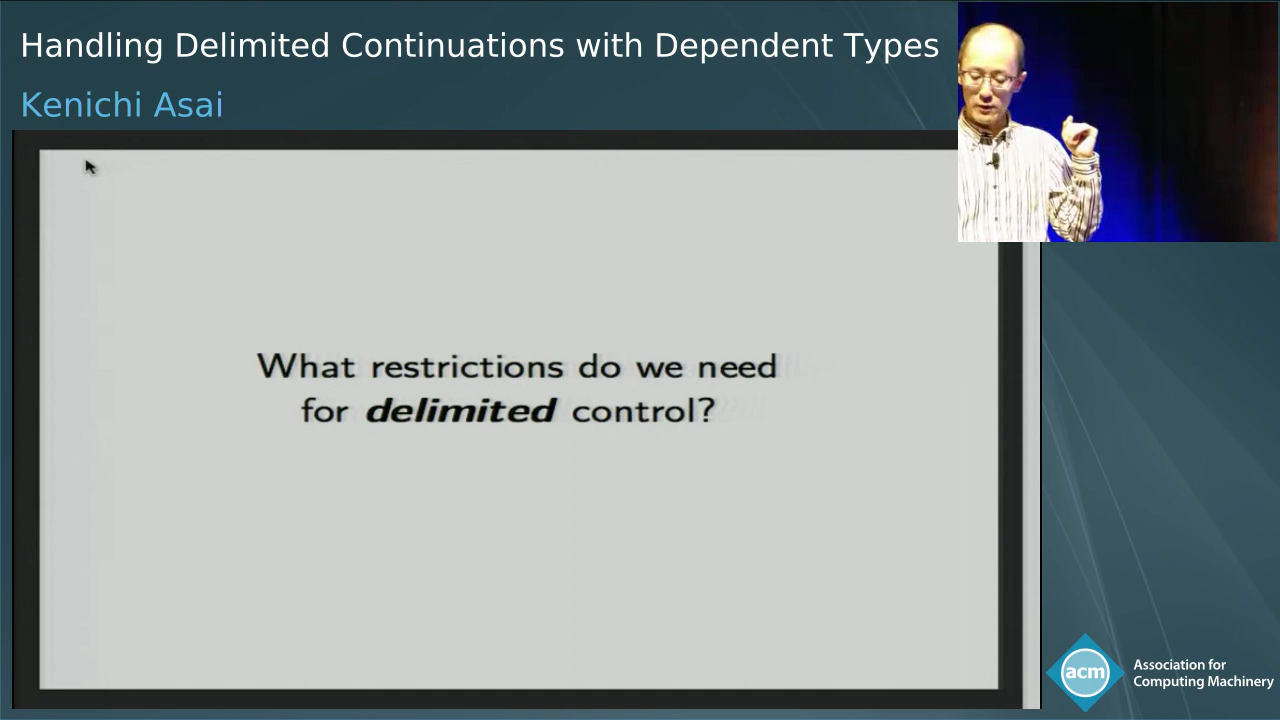 Handling Delimited Continuations with Dependent Types
Kenichi Asai
What restrictions do we need
for delimited control?
acm
Association for
Computing Machinery